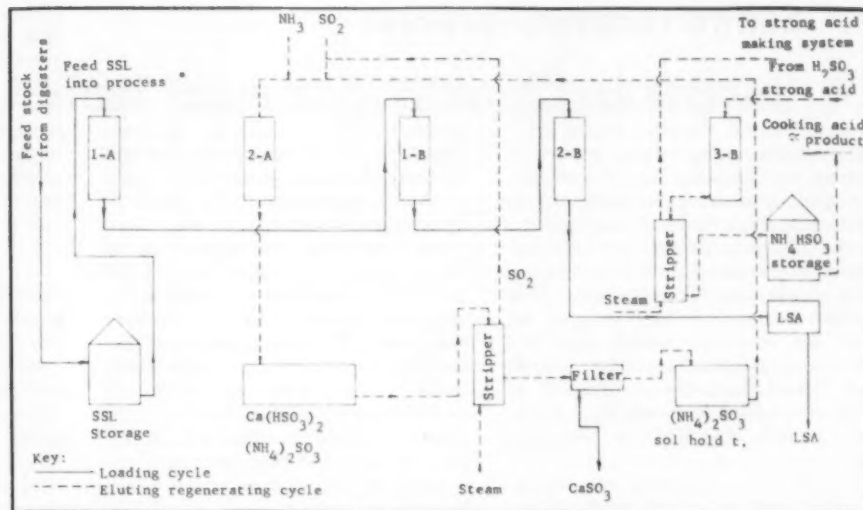 NH3 SO2
To strong acid
making system
From H2SO3
strong acid
Feed stock
from digesters
Feed SSL
into process
Cooking acid
product
1-A
2-A
1-B
2-B
3-B
Stripper
NH4HSO3
storage
SO2
Steam
LSA
Stripper
Filter
SSL
Storage
Ca(HSO3)2
(NH4)2SO3
(NH4)2SO3
sol hold t.
LSA
Key:
Loading cycle
Eluting regenerating cycle
Steam
CaSO3